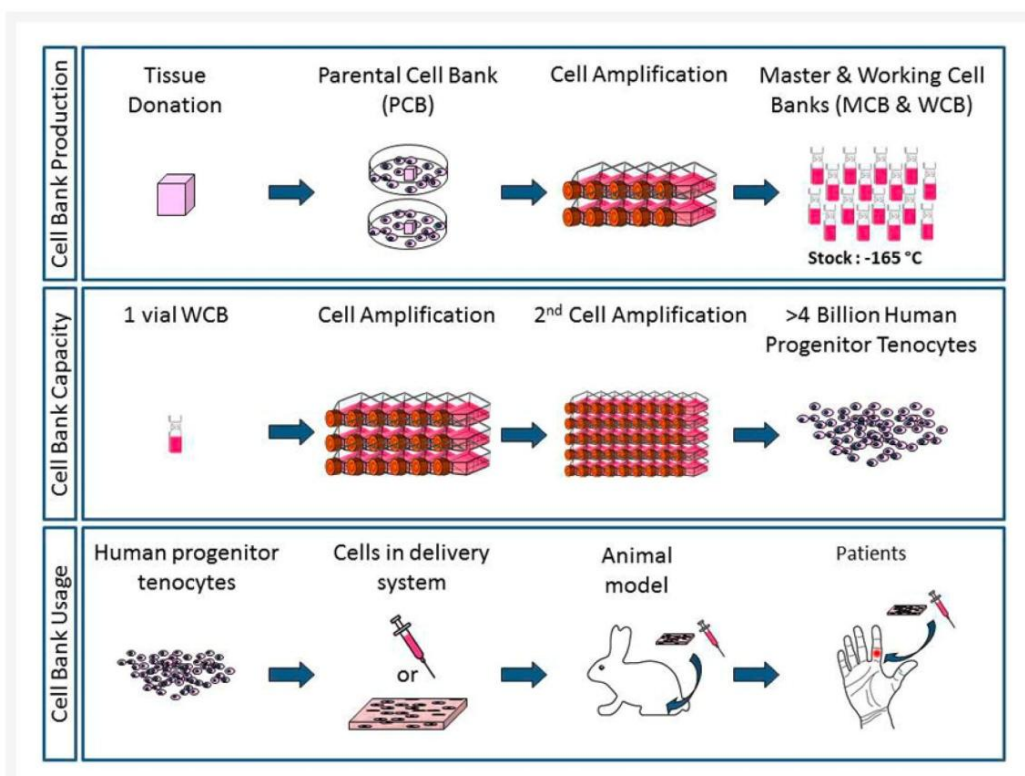 Cell Bank Production
Tissue
Donation
Parental Cell Bank
(PCB)
Cell Amplification
Master & Working Cell
Banks (MCB & WCB)
Stock : -165 °C
Cell Bank Capacity
1 vial WCB
Cell Amplification
2nd Cell Amplification
>4 Billion Human
Progenitor Tenocytes
Cell Bank Usage
Human progenitor
tenocytes
Cells in delivery
system
or
Animal
model
Patients